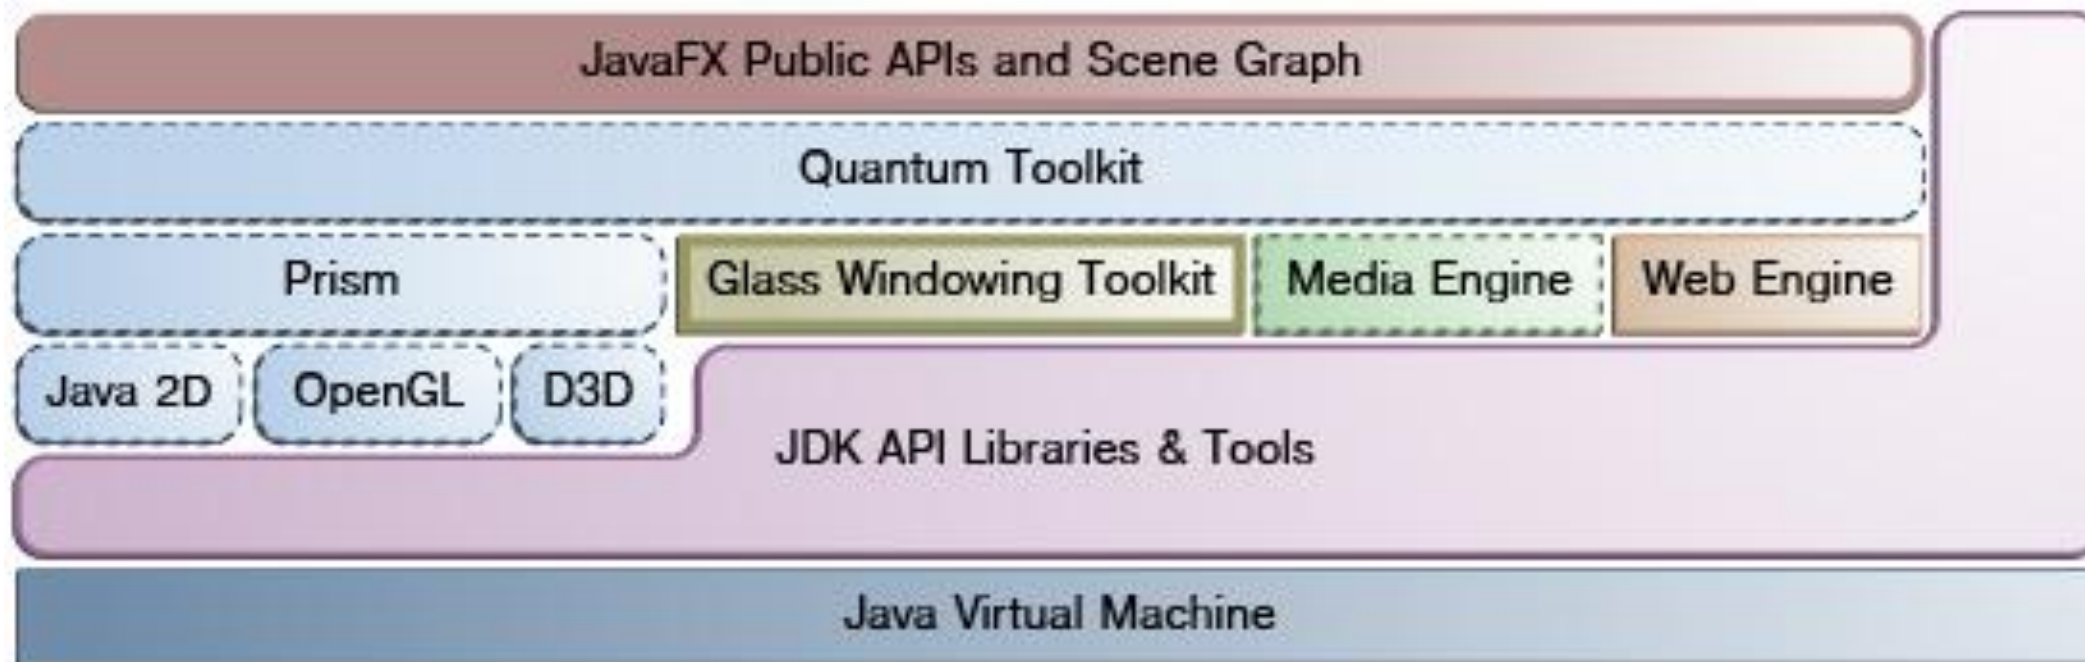 JavaFX Public APIs and Scene Graph
Quantum Toolkit
Prism
Glass Windowing Toolkit
Media Engine
Web Engine
Java 2D
OpenGL
D3D
JDK API Libraries & Tools
Java Virtual Machine